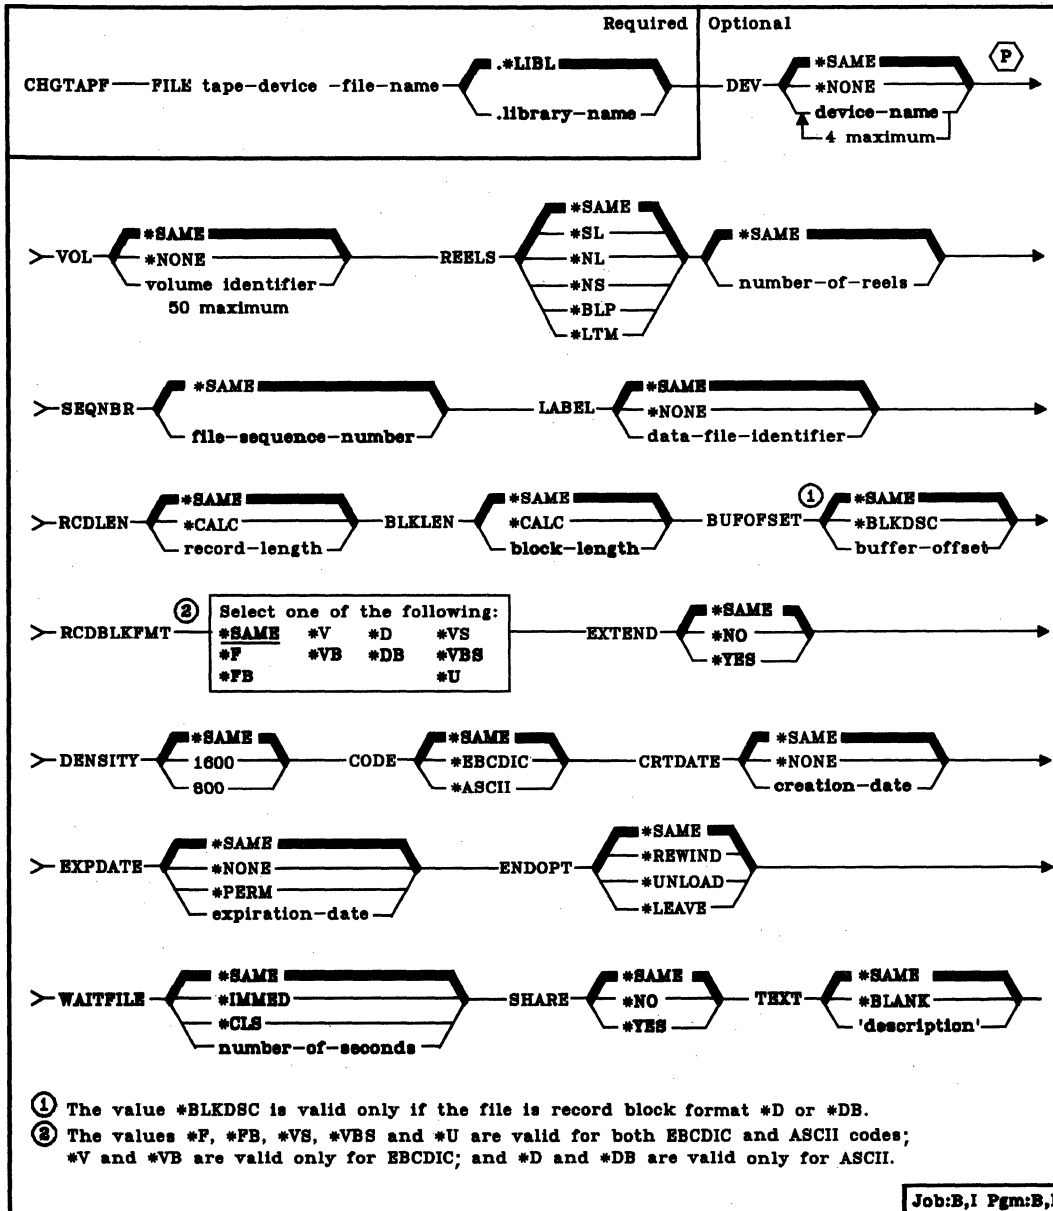 Required Optional
.*LIBL
*SAME
P
CHGTAPF FILE tape-device -file-name
DEV
*NONE
.library-name
device-name
4 maximum
*SAME
*SL
*SAME
*SAME
VOL
*NONE
REELS
*NL
volume identifier
*NS
number-of-reels
50 maximum
*BLP
*LTM
*SAME
*SAME
SEQNBR
LABEL
*NONE
file-sequence-number
data-file-identifier
1
*SAME
*SAME
*SAME
RCDLEN
*CALC
BLKLEN
*CALC
BUFOFSET
*BLKDSC
record-length
block-length
buffer-offset
2
Select one of the following:
*SAME
RCDBLKFMT
*SAME *V *D *VS
EXTEND
*NO
*F *VB *DB *VBS
*YES
*FB *U
*SAME
*SAME
*SAME
DENSITY
1600
CODE
*EBCDIC
CRTDATE
*NONE
800
*ASCII
creation-date
*SAME
*SAME
EXPDATE
*NONE
ENDOPT
*REWIND
*PERM
*UNLOAD
expiration-date
*LEAVE
*SAME
*SAME
*SAME
WAITFILE
*IMMED
SHARE
*NO
TEXT
*BLANK
*CLS
*YES
'description'
number-of-seconds
1 The value *BLKDSC is valid only if the file is record block format *D or *DB.
2 The values *F, *FB, *VS, *VBS and *U are valid for both EBCDIC and ASCII codes;
*V and *VB are valid only for EBCDIC; and *D and *DB are valid only for ASCII.
Job:B,I Pgm:B,